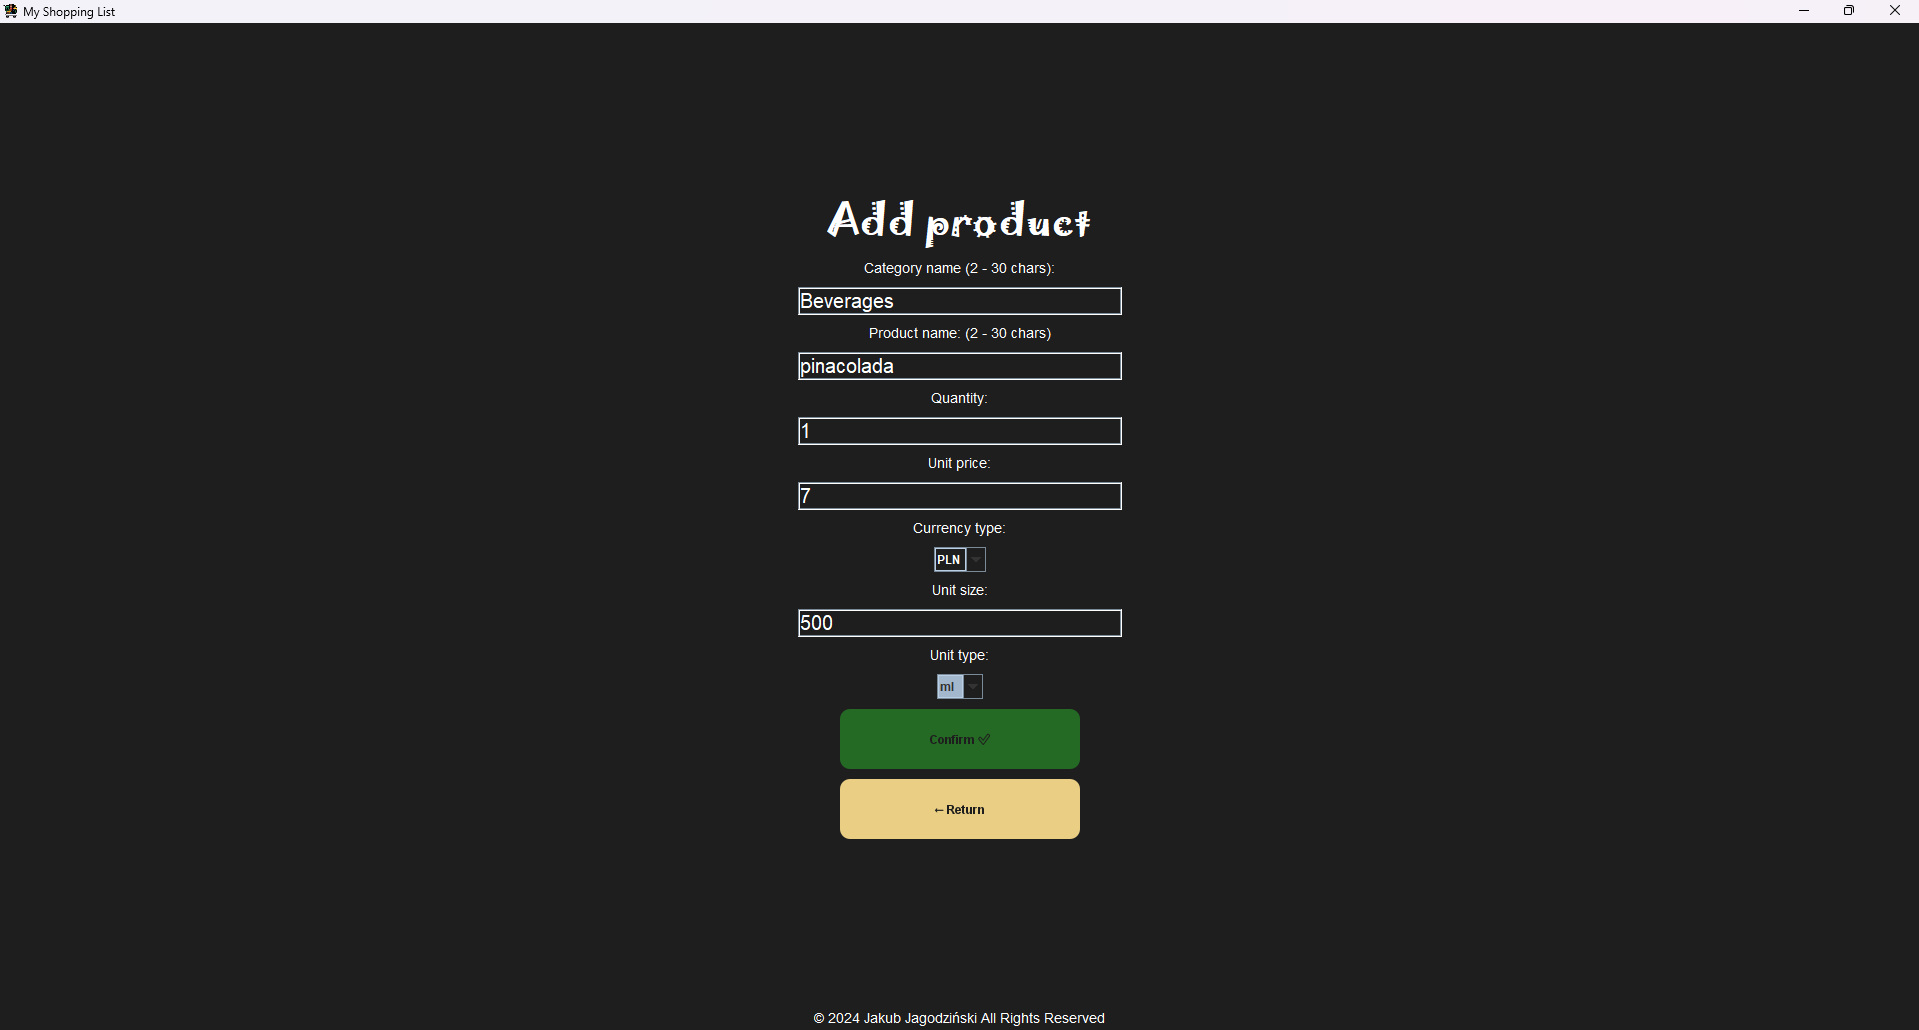 My Shopping List
Add product
Category name (2 - 30 chars):
Beverages
Product name: (2 - 30 chars)
pinacolada
Quantity:
1
Unit price:
7
Currency type:
PLN
Unit size:
500
Unit type:
ml
Confirm ✅
←Return
© 2024 Jakub Jagodziński All Rights Reserved